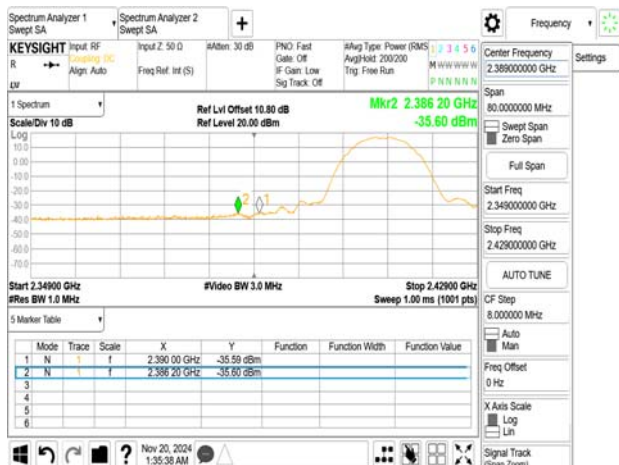 Spectrum Analyzer 1
Swept SA
Spectrum Analyzer 2
Swept SA
+
Frequency
KEYSIGHT
R
Input: RF
Coupling: DC
Align: Auto
Input Z: 50 Ω
Freq Ref: Int (S)
#Atten: 30 dB
PNO: Fast
Gate: Off
IF Gain: Low
Sig Track: Off
#Avg Type: Power (RMS
Avg|Hold: 200/200
Trig: Free Run
1 2 3 4 5 6
M W W W W W
P N N N N N
1 Spectrum
Scale/Div 10 dB
Ref Lvl Offset 10.80 dB
Ref Level 20.00 dBm
Mkr2 2.386 20 GHz
-35.60 dBm
Log
10.0
0.00
-10.0
-20.0
-30.0
-40.0
-50.0
-60.0
-70.0
2
1
Start 2.34900 GHz
#Res BW 1.0 MHz
#Video BW 3.0 MHz
Stop 2.42900 GHz
Sweep 1.00 ms (1001 pts)
5 Marker Table
Mode Trace Scale X Y Function Function Width Function Value
1 N 1 f 2.390 00 GHz -35.59 dBm
2 N 1 f 2.386 20 GHz -35.60 dBm
3
4
5
6
Nov 20, 2024
1:35:38 AM
?
Center Frequency
2.389000000 GHz
Span
80.0000000 MHz
Swept Span
Zero Span
Full Span
Start Freq
2.349000000 GHz
Stop Freq
2.429000000 GHz
AUTO TUNE
CF Step
8.000000 MHz
Auto
Man
Freq Offset
0 Hz
X Axis Scale
Log
Lin
Signal Track
(Span Zoom)
Settings